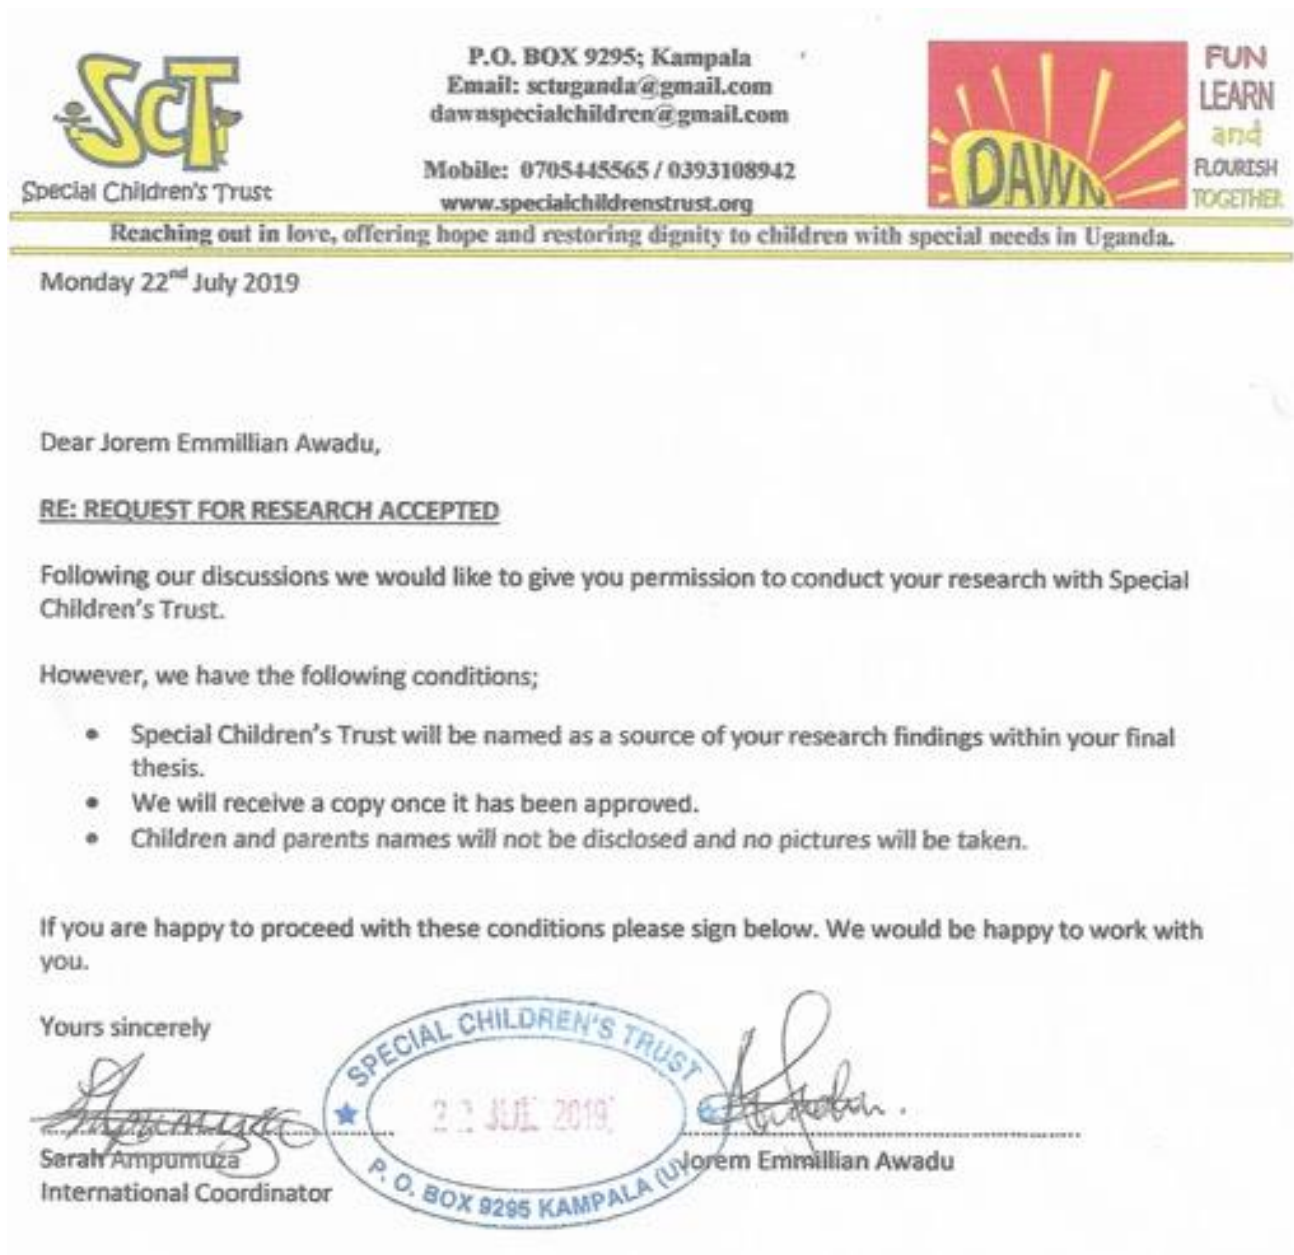 SCT
Special Children's Trust
P.O. BOX 9295; Kampala
Email: sctuganda@gmail.com
dawnspecialchildren@gmail.com
Mobile: 0705445565 / 0393108942
www.specialchildrenstrust.org
DAWN
FUN
LEARN
and
FLOURISH
TOGETHER
Reaching out in love, offering hope and restoring dignity to children with special needs in Uganda.
Monday 22nd July 2019
Dear Jorem Emmillian Awadu,
RE: REQUEST FOR RESEARCH ACCEPTED
Following our discussions we would like to give you permission to conduct your research with Special
Children's Trust.
However, we have the following conditions;
• Special Children's Trust will be named as a source of your research findings within your final
thesis.
• We will receive a copy once it has been approved.
• Children and parents names will not be disclosed and no pictures will be taken.
If you are happy to proceed with these conditions please sign below. We would be happy to work with
you.
Yours sincerely
SPECIAL CHILDREN'S TRUST
22 JUL 2019
P. O. BOX 9295 KAMPALA (U)
Sarah Ampumuza
International Coordinator
Jorem Emmillian Awadu